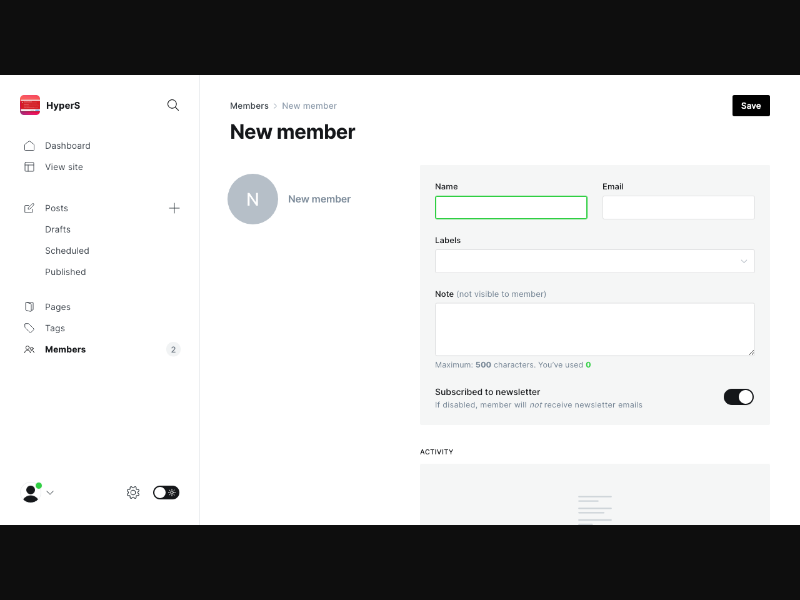 HyperS
Dashboard
View site
Posts
Drafts
Scheduled
Published
Pages
Tags
Members 2
Members > New member
Save
New member
N New member
Name Email
Labels
Note (not visible to member)
Maximum: 500 characters. You've used 0
Subscribed to newsletter
If disabled, member will not receive newsletter emails
ACTIVITY